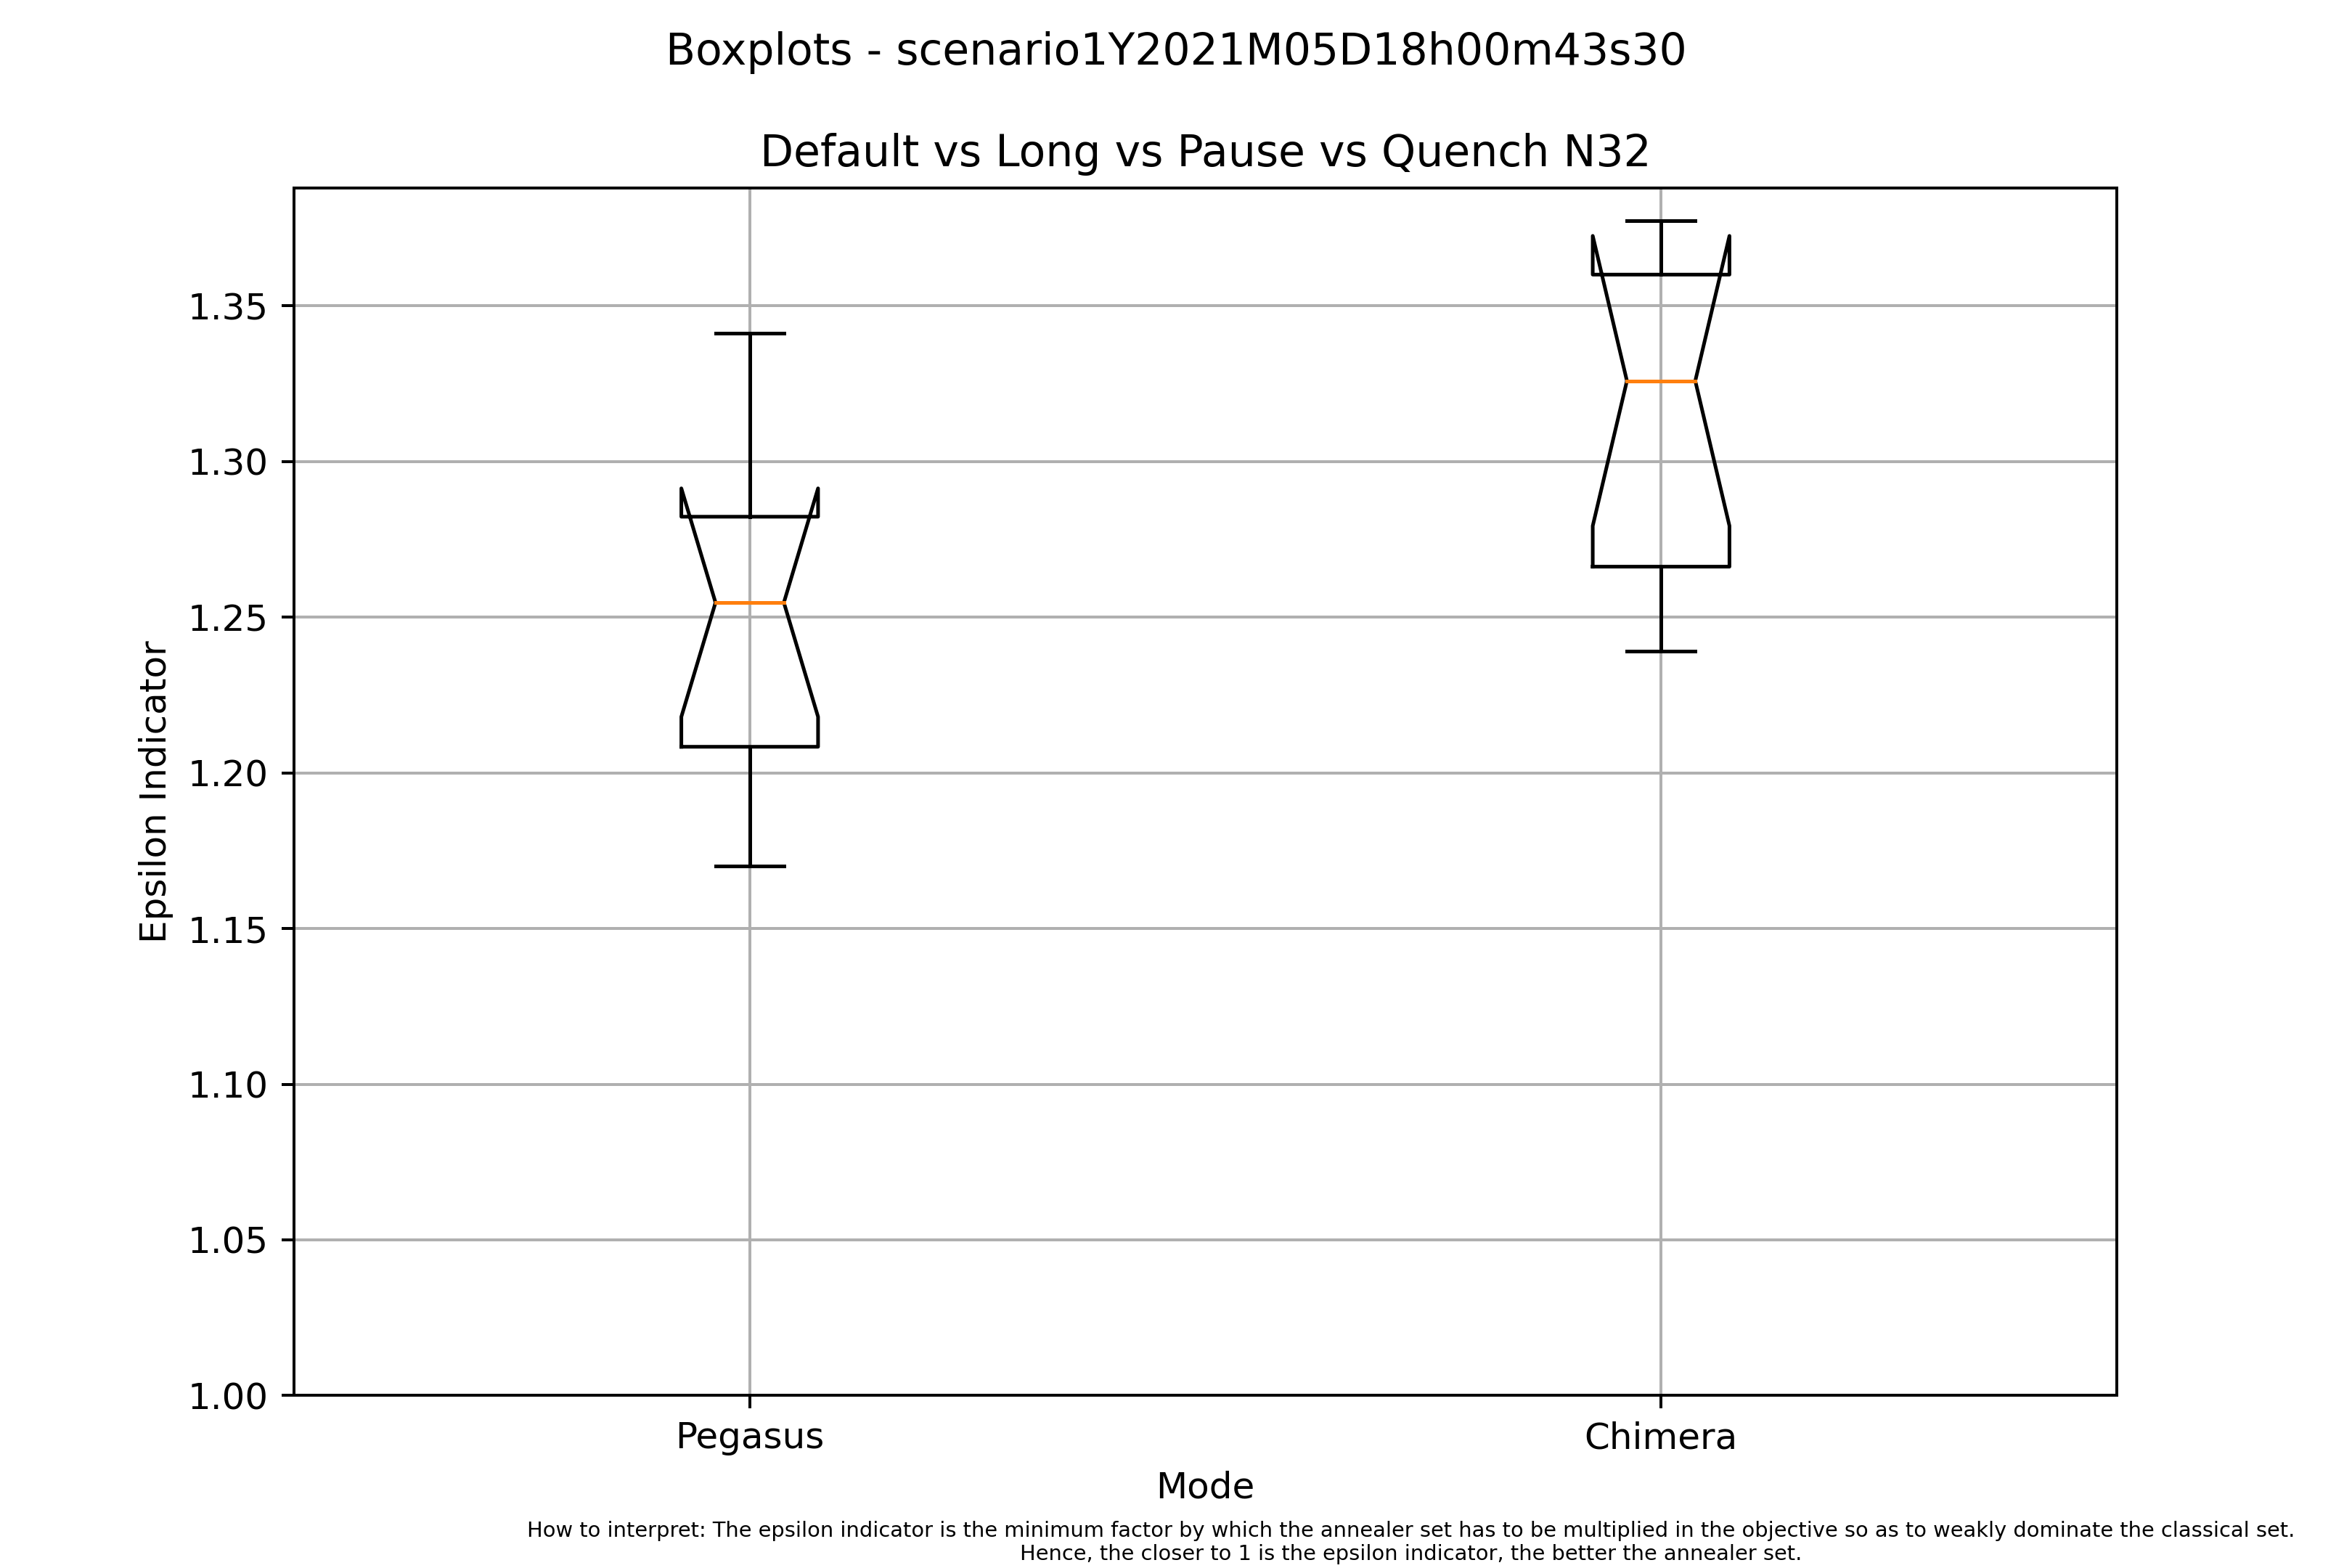 Boxplots - scenario1Y2021M05D18h00m43s30
Default vs Long vs Pause vs Quench N32
Epsilon Indicator
1.35
1.30
1.25
1.20
1.15
1.10
1.05
1.00
Pegasus
Chimera
Mode
How to interpret: The epsilon indicator is the minimum factor by which the annealer set has to be multiplied in the objective so as to weakly dominate the classical set.
Hence, the closer to 1 is the epsilon indicator, the better the annealer set.